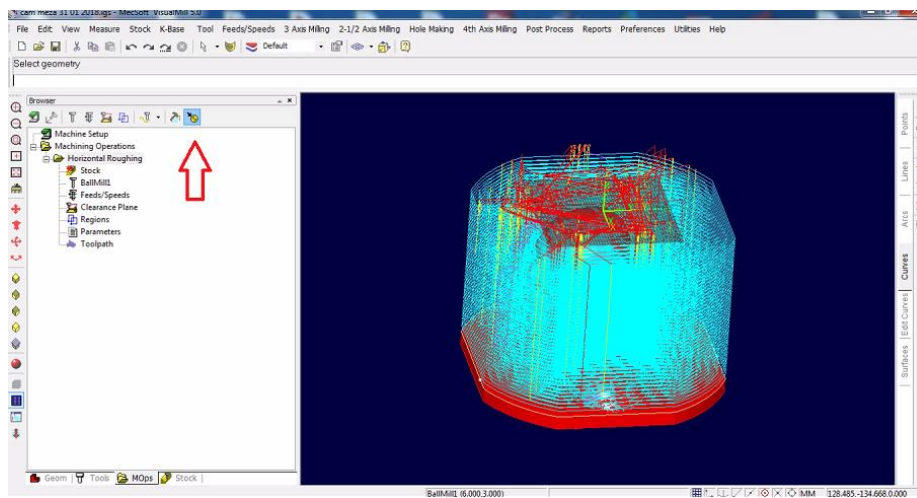 cam meza 31 01 2018.igs - MecSoft VisualMill 5.0
File Edit View Measure Stock K-Base Tool Feeds/Speeds 3 Axis Milling 2-1/2 Axis Milling Hole Making 4th Axis Milling Post Process Reports Preferences Utilities Help
Default
Select geometry
Browser
Machine Setup
Machining Operations
Horizontal Roughing
Stock
BallMill1
Feeds/Speeds
Clearance Plane
Regions
Parameters
Toolpath
Points
Lines
Arcs
Curves
Edit Curves
Surfaces
Geom Tools MOps Stock
BallMill1 (6.000,3.000) MM 128.485,-134.668,0.000